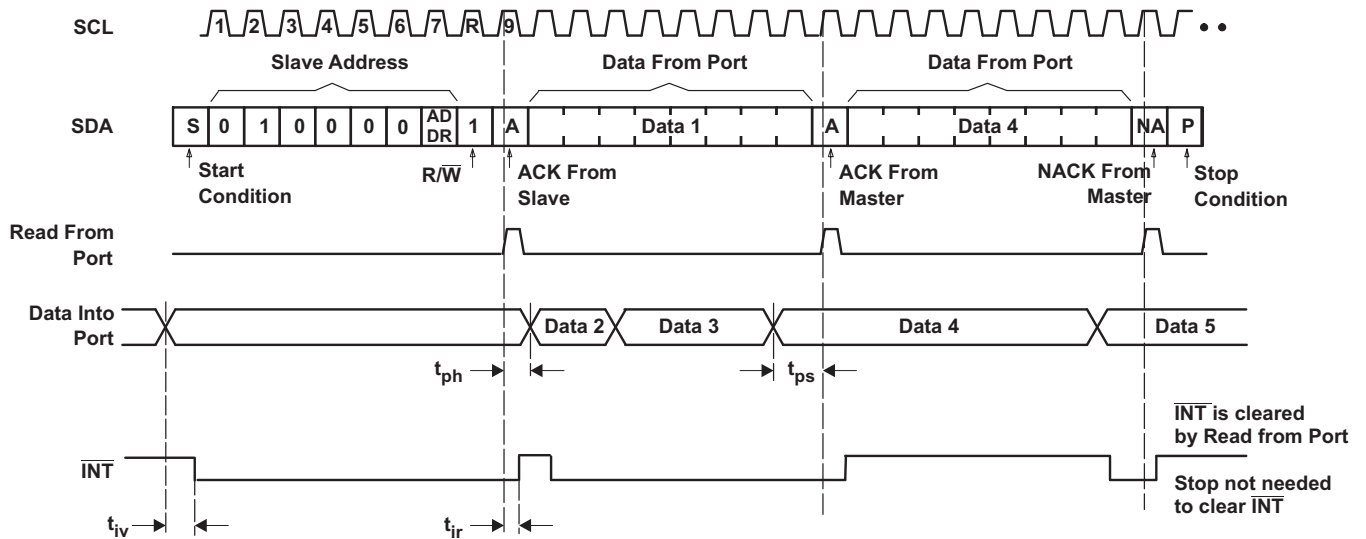 SCL 1 2 3 4 5 6 7 R 9
Slave Address Data From Port Data From Port
SDA S 0 1 0 0 0 0 AD DR 1 A Data 1 A Data 4 NA P
Start Condition
R/W̅
ACK From Slave
ACK From Master
NACK From Master
Stop Condition
Read From Port
Data Into Port
Data 2 Data 3 Data 4 Data 5
tph tps
I̅N̅T̅
I̅N̅T̅ is cleared
by Read from Port
Stop not needed
to clear I̅N̅T̅
tiv tir